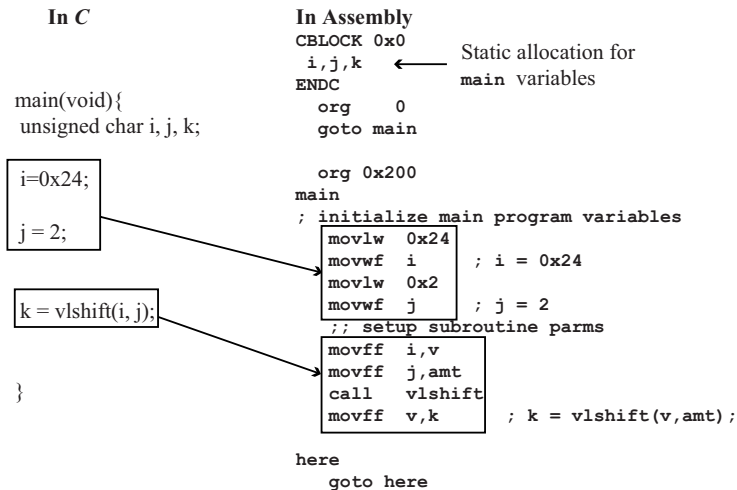 In C
main(void){
unsigned char i, j, k;
i=0x24;
j = 2;
k = vlshift(i, j);
}
In Assembly
CBLOCK 0x0
i,j,k
ENDC
org 0
goto main
Static allocation for
main variables
org 0x200
main
; initialize main program variables
movlw 0x24
movwf i ; i = 0x24
movlw 0x2
movwf j ; j = 2
;; setup subroutine parms
movff i,v
movff j,amt
call vlshift
movff v,k ; k = vlshift(v,amt);
here
goto here